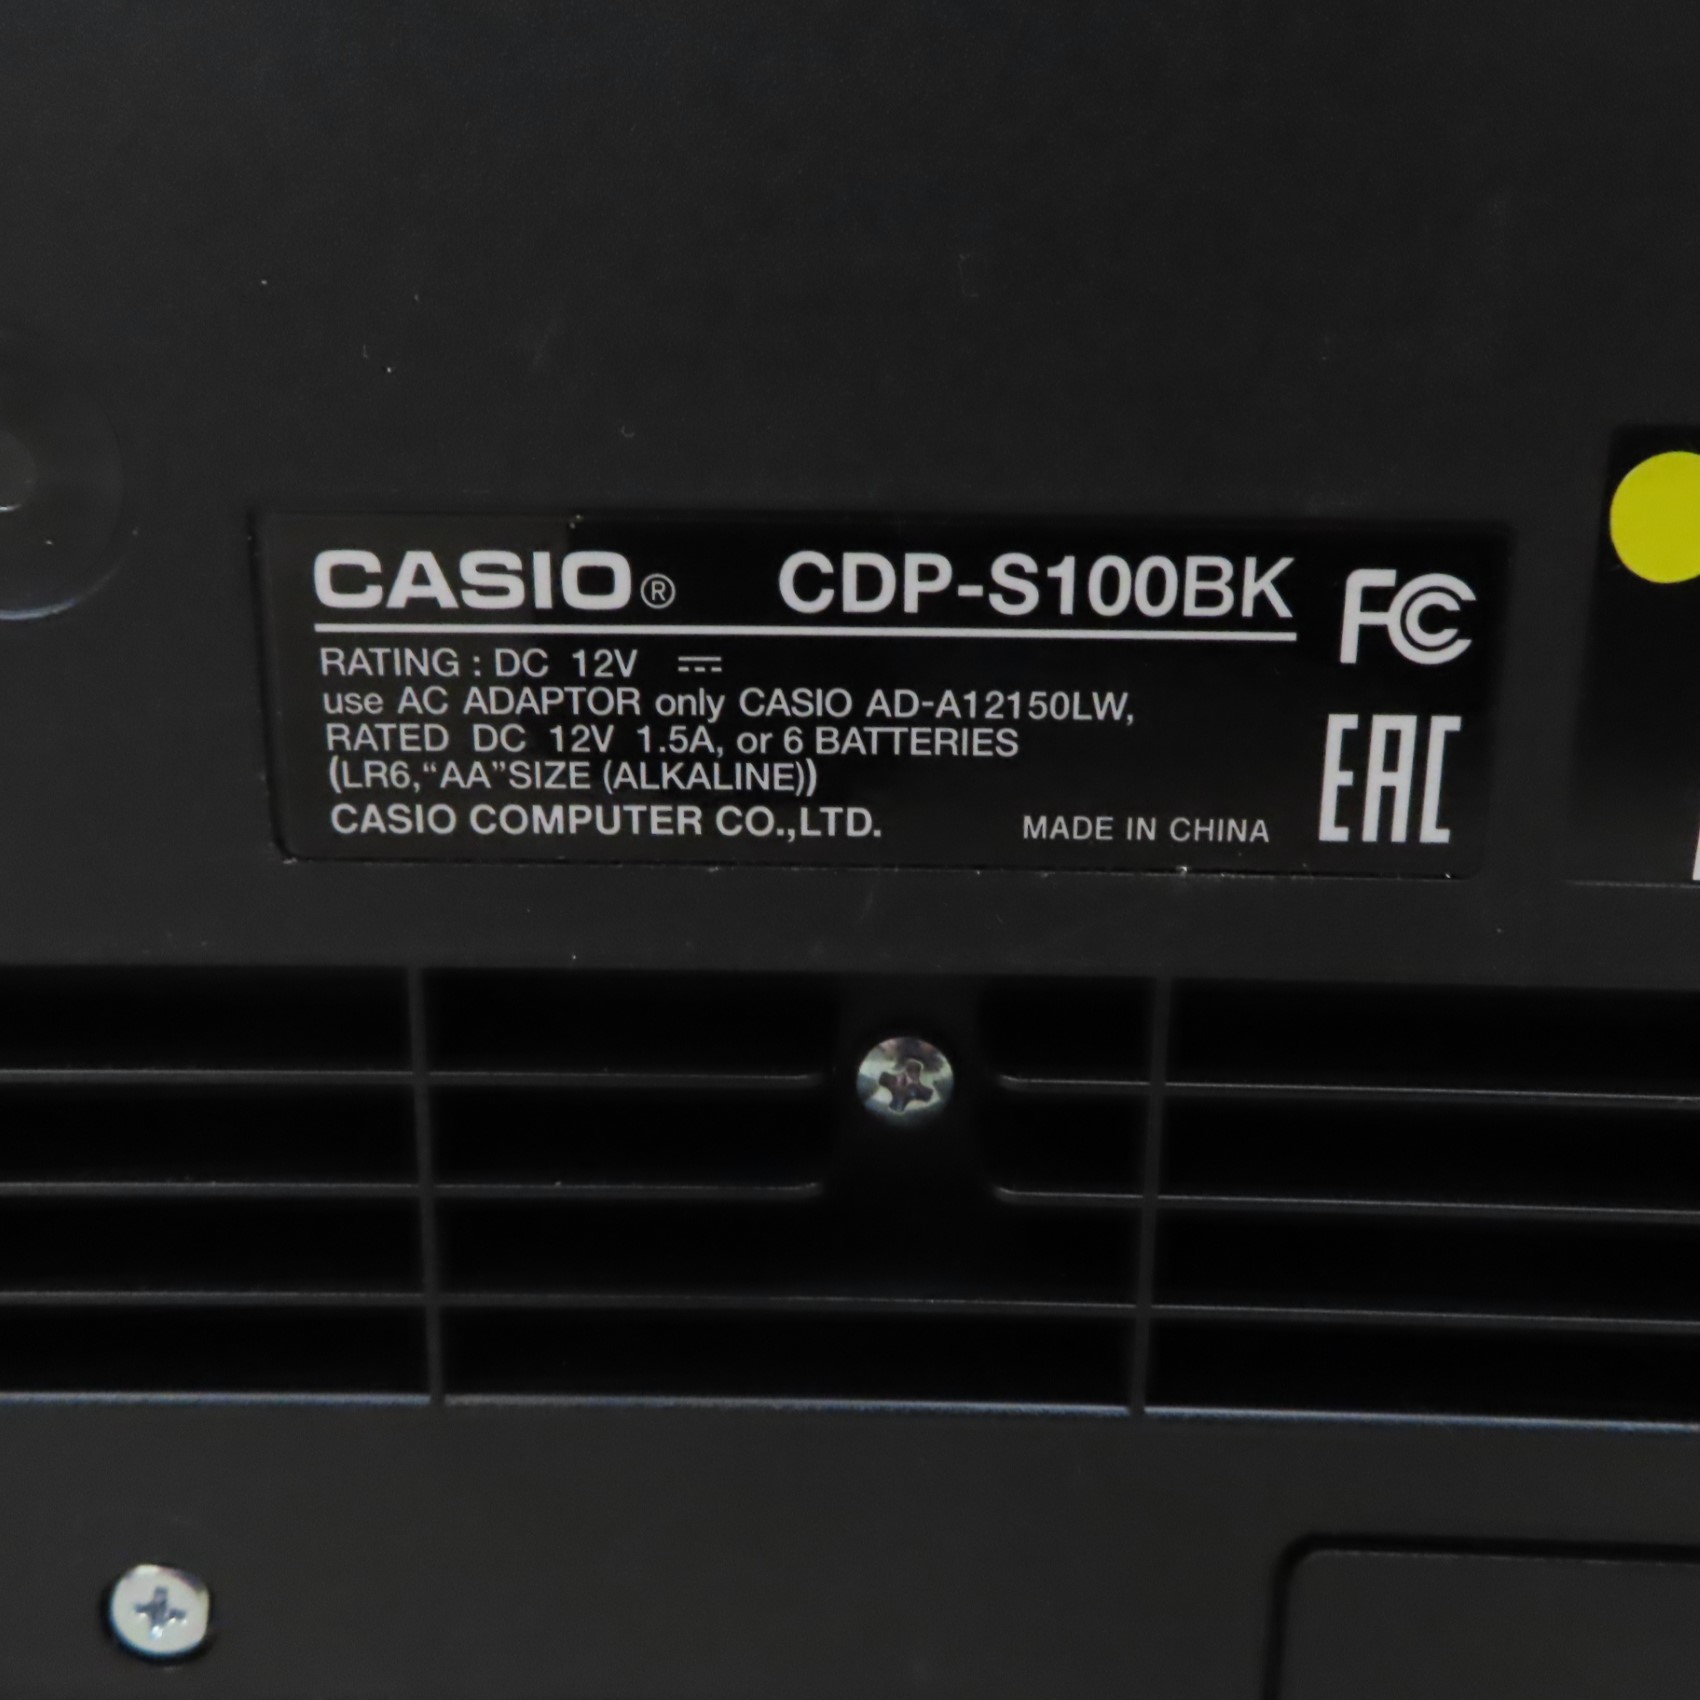 CASIO® CDP-S100BK
FC
RATING : DC 12V
use AC ADAPTOR only CASIO AD-A12150LW,
RATED DC 12V 1.5A, or 6 BATTERIES
(LR6,“AA”SIZE (ALKALINE))
CASIO COMPUTER CO.,LTD. MADE IN CHINA
EAC